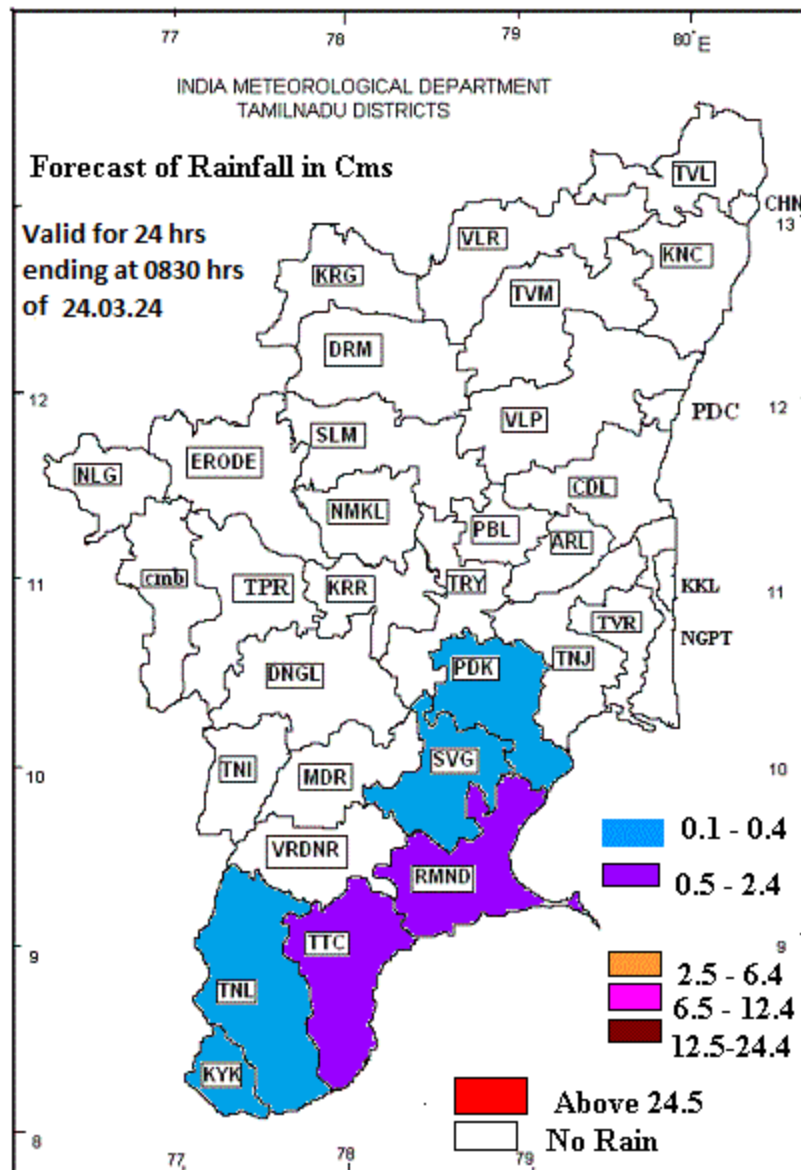 77 78 79 80°E
INDIA METEOROLOGICAL DEPARTMENT
TAMILNADU DISTRICTS
Forecast of Rainfall in Cms
TVL
CHN
13
Valid for 24 hrs
ending at 0830 hrs
of 24.03.24
VLR
KNC
KRG
TVM
DRM
12
12
PDC
VLP
SLM
ERODE
NLG
CDL
NMKL
PBL
ARL
cmb
TPR
KRR
TRY
KKL
11
11
TVR
NGPT
TNJ
PDK
DNGL
SVG
TNI
MDR
10
10
0.1 - 0.4
VRDNR
RMND
0.5 - 2.4
TTC
9
9
2.5 - 6.4
TNL
6.5 - 12.4
12.5-24.4
KYK
Above 24.5
No Rain
8
77 78 79